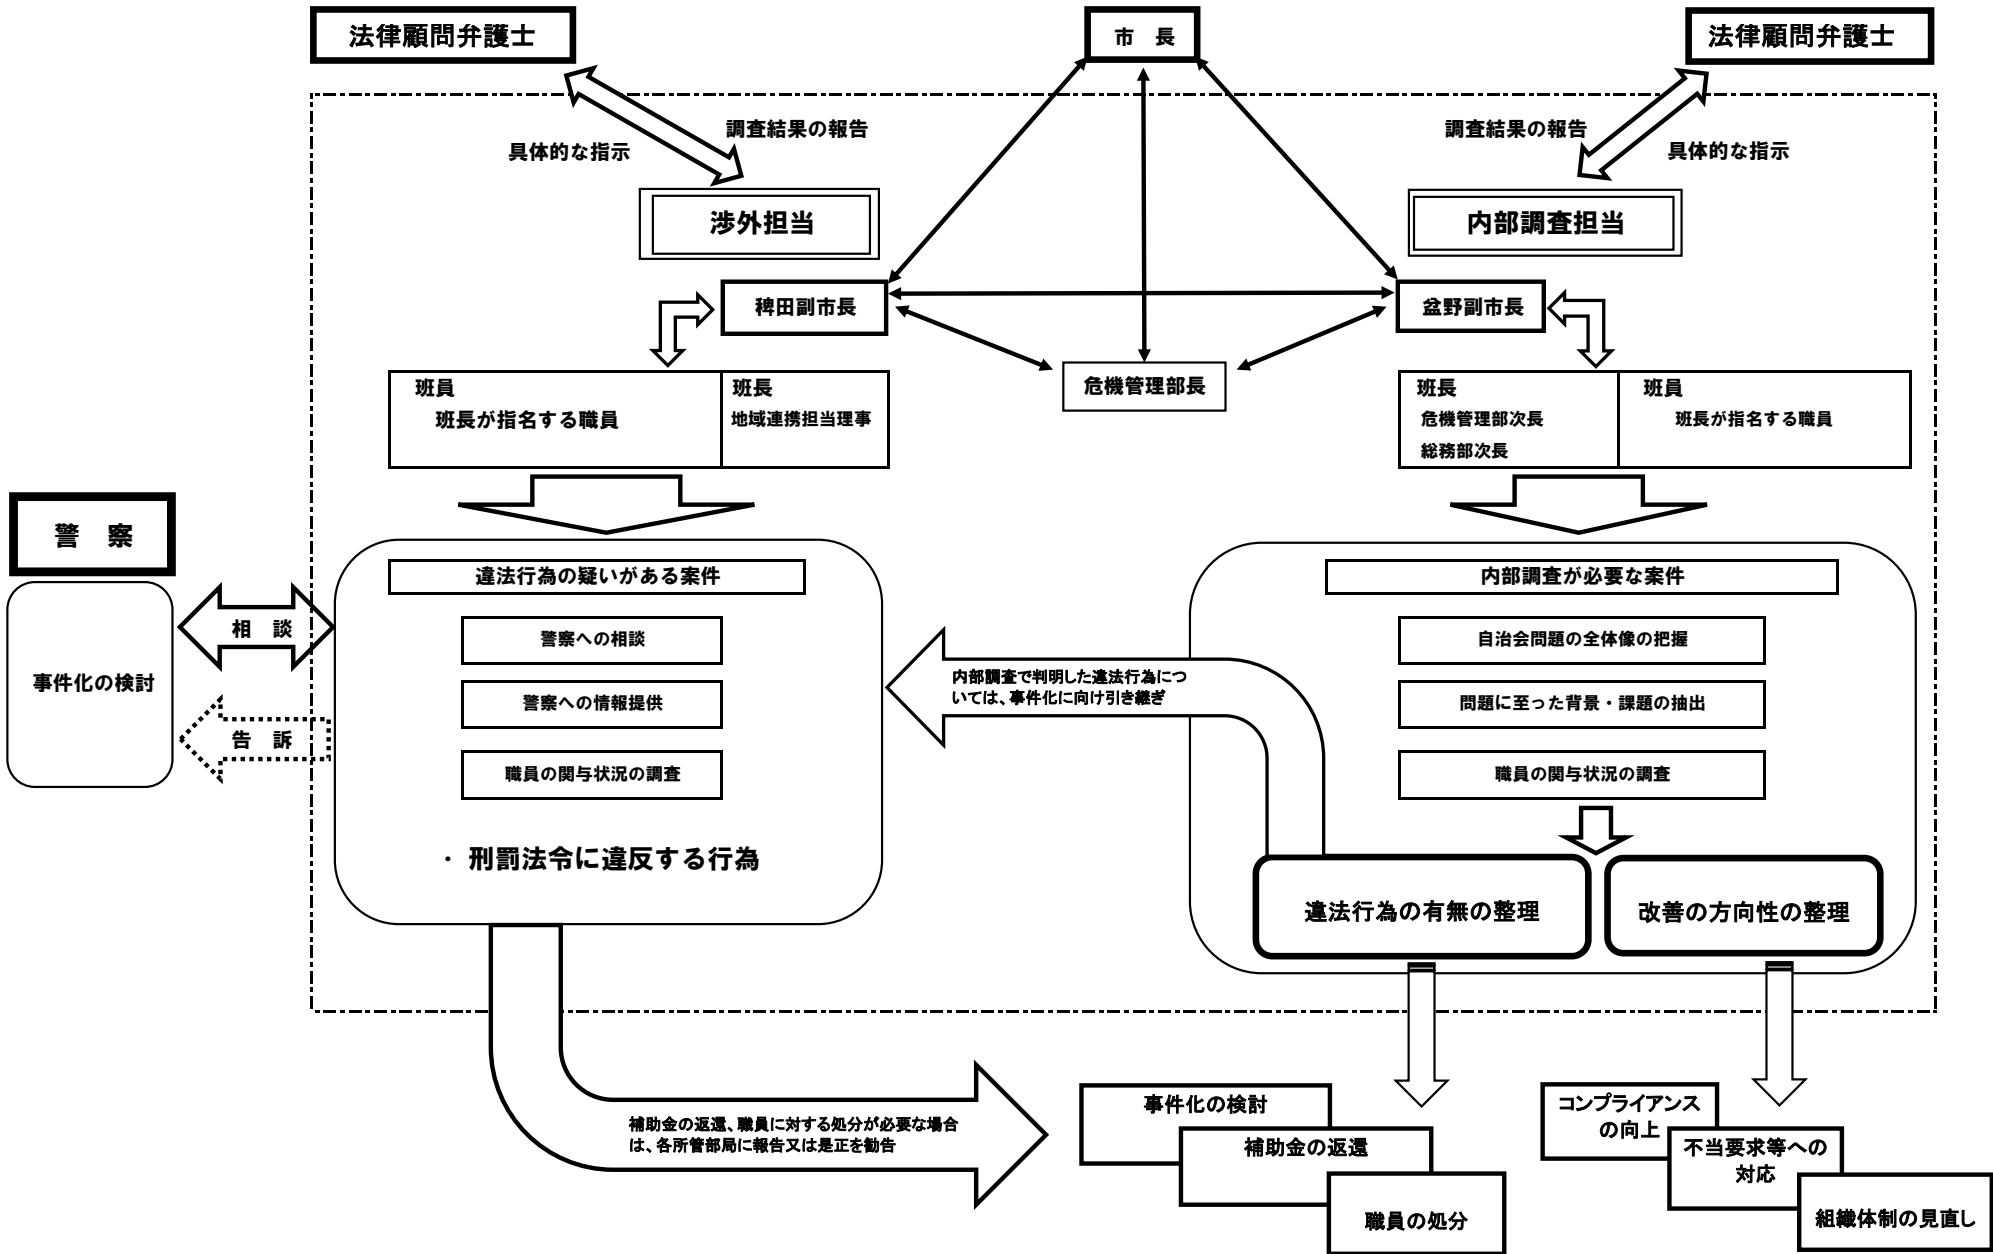 法律顧問弁護士
市　長
法律顧問弁護士
調査結果の報告
具体的な指示
調査結果の報告
具体的な指示
渉外担当
内部調査担当
稗田副市長
盆野副市長
危機管理部長
班員
班長が指名する職員
班長
地域連携担当理事
班長
危機管理部次長
総務部次長
班員
班長が指名する職員
警　察
事件化の検討
相　談
告　訴
違法行為の疑いがある案件
警察への相談
警察への情報提供
職員の関与状況の調査
・ 刑罰法令に違反する行為
内部調査で判明した違法行為につ
いては、事件化に向け引き継ぎ
内部調査が必要な案件
自治会問題の全体像の把握
問題に至った背景・課題の抽出
職員の関与状況の調査
違法行為の有無の整理
改善の方向性の整理
補助金の返還、職員に対する処分が必要な場合
は、各所管部局に報告又は是正を勧告
事件化の検討
補助金の返還
職員の処分
コンプライアンス
の向上
不当要求等への
対応
組織体制の見直し